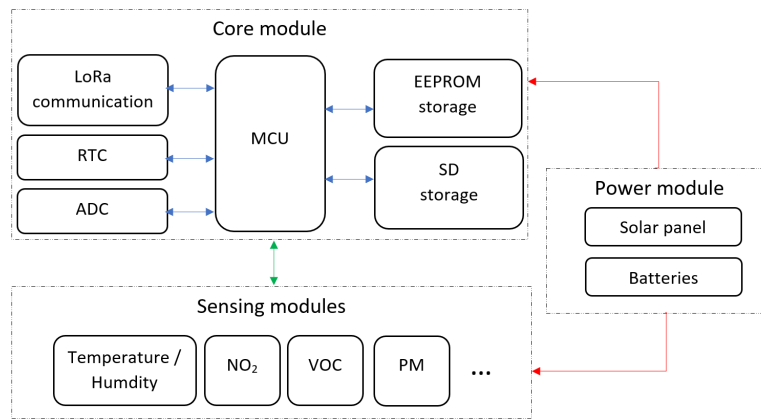 Core module
LoRa
communication
RTC
ADC
MCU
EEPROM
storage
SD
storage
Power module
Solar panel
Batteries
Sensing modules
Temperature /
Humdity
NO₂
VOC
PM
...